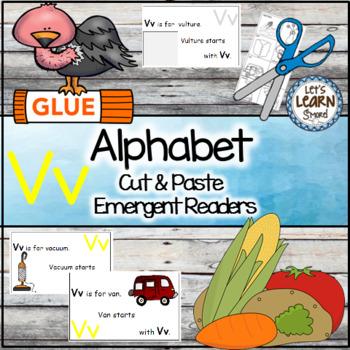 Vv is for vulture.
Vv
Vulture starts
with Vv.
LET'S
LEARN
S'more!
GLUE
Vv
Alphabet
Cut & Paste
Emergent Readers
Vv is for vacuum.
Vv
Vacuum starts
Vv is for van.
Van starts
Vv
with Vv.